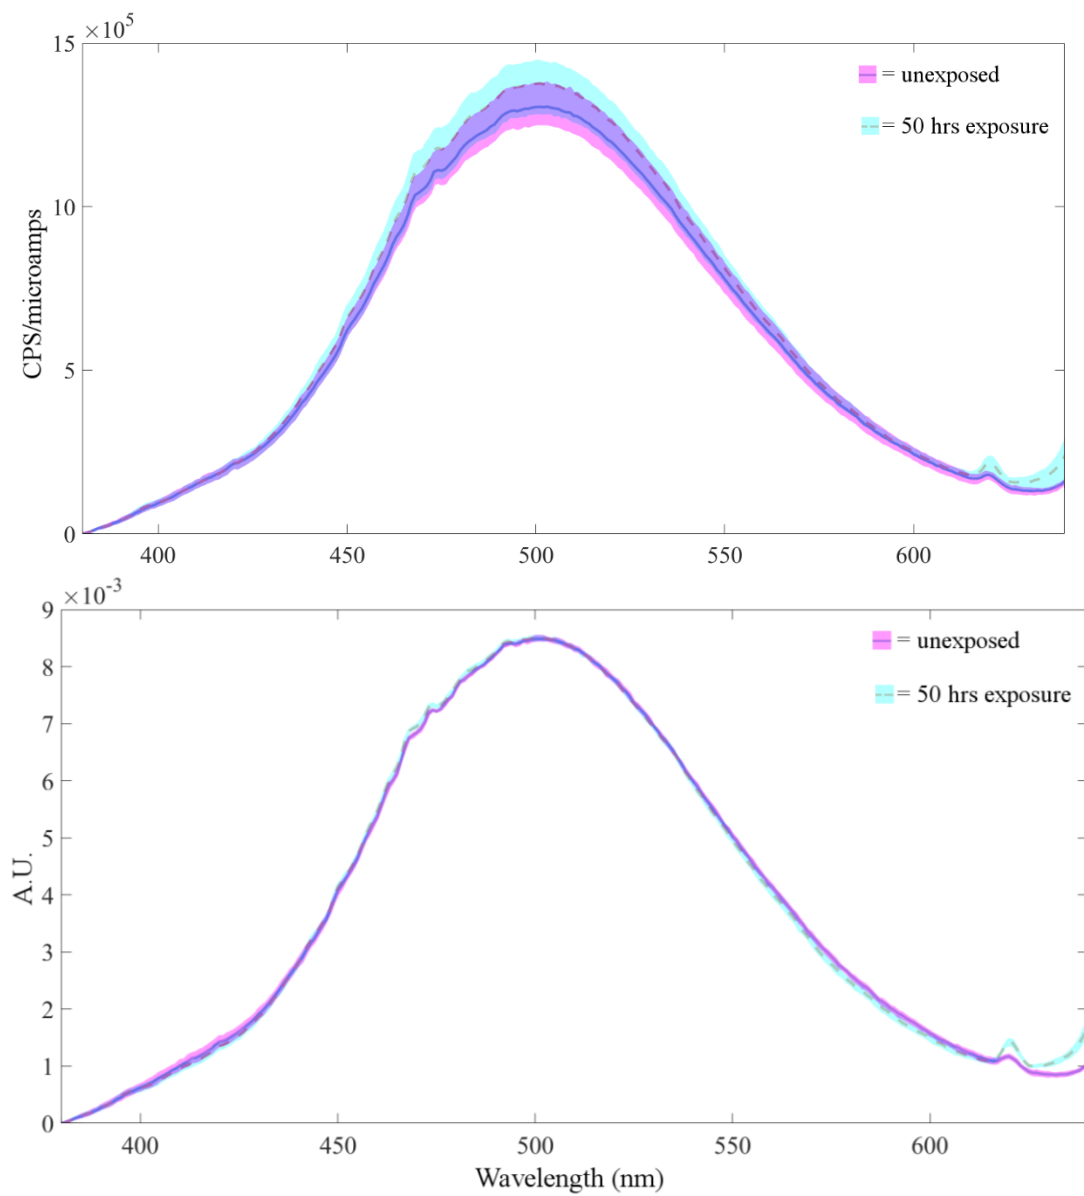 ×10^5
15
10
5
0
CPS/microamps
= unexposed
= 50 hrs exposure
400 450 500 550 600
×10^-3
9
8
7
6
5
4
3
2
1
0
A.U.
= unexposed
= 50 hrs exposure
400 450 500 550 600
Wavelength (nm)